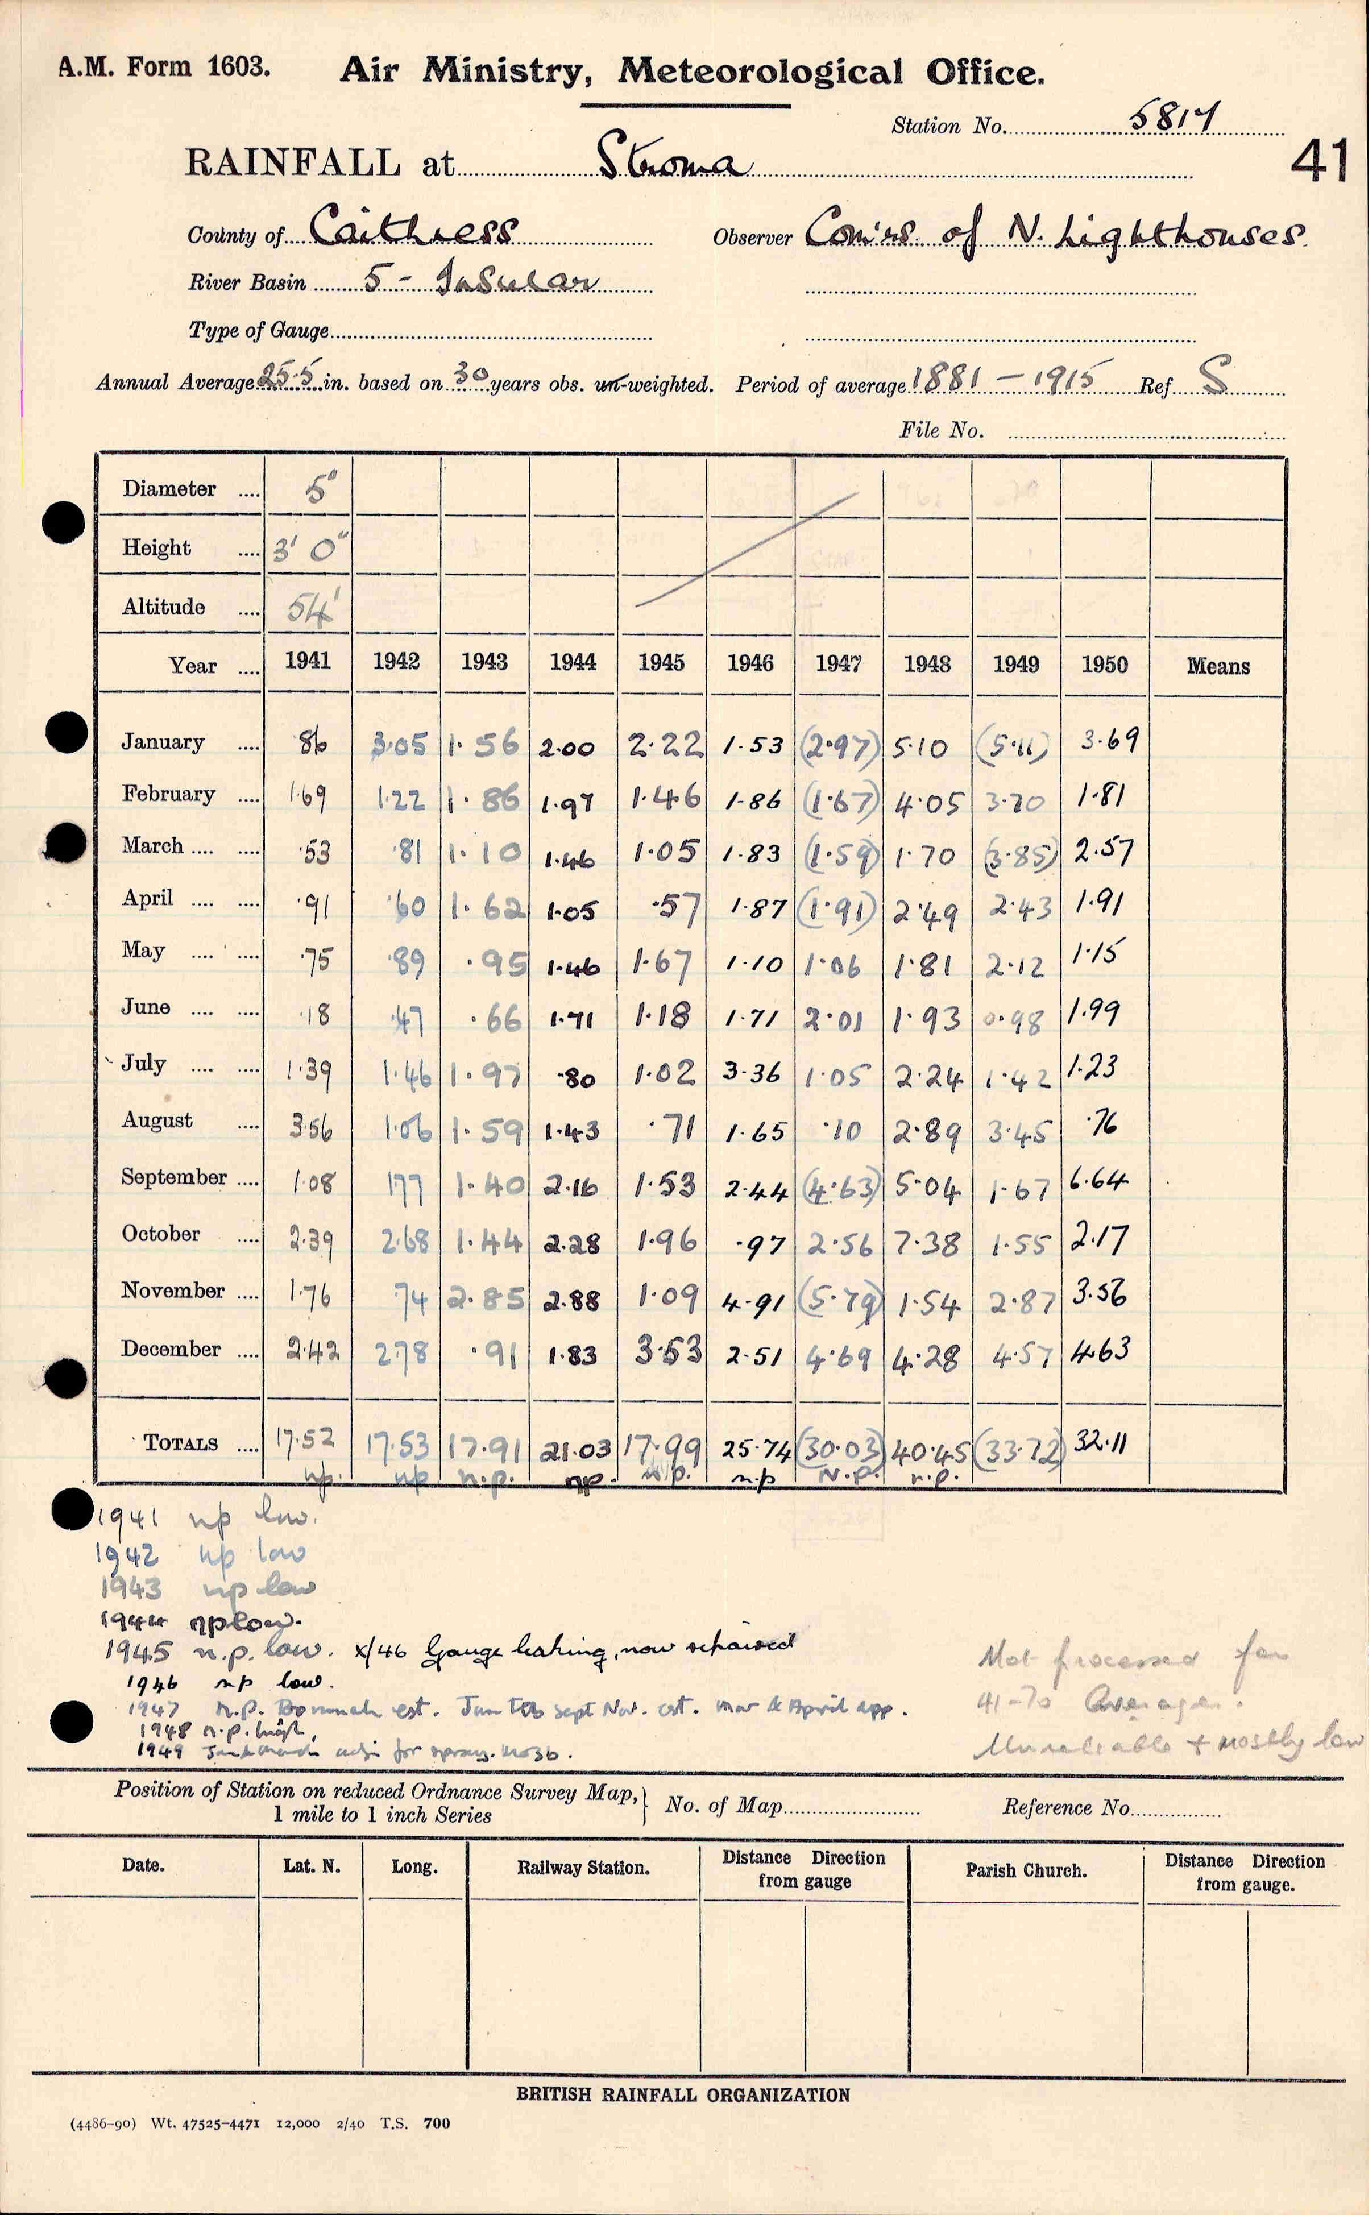 A.M. Form 1603. Air Ministry, Meteorological Office.
Station No. 5817
41
RAINFALL at Stroma
County of Caithness Observer Com'rs of N. Lighthouses.
River Basin 5 - Insular
Type of Gauge
Annual Average 25.5 in. based on 30 years obs. un-weighted. Period of average 1881 - 1915 Ref. S
File No.
Diameter .... 5"
Height .... 3' 0"
Altitude .... 54'
Year .... 1941 1942 1943 1944 1945 1946 1947 1948 1949 1950 Means
January .... ·86 3·05 1·56 2·00 2·22 1·53 (2·97) 5·10 (5·11) 3·69
February .... 1·69 1·22 1·86 1·97 1·46 1·86 (1·67) 4·05 3·70 1·81
March .... .... ·53 ·81 1·10 1·46 1·05 1·83 (1·59) 1·70 (3·85) 2·57
April .... .... ·91 ·60 1·62 1·05 ·57 1·87 (1·91) 2·49 2·43 1·91
May .... .... ·75 ·89 ·95 1·46 1·67 1·10 1·06 1·81 2·12 1·15
June .... .... ·18 ·47 ·66 1·71 1·18 1·71 2·01 1·93 0·98 1·99
July .... .... 1·39 1·46 1·97 ·80 1·02 3·36 1·05 2·24 1·42 1·23
August .... 3·56 1·06 1·59 1·43 ·71 1·65 ·10 2·89 3·45 ·76
September .... 1·08 1·77 1·40 2·16 1·53 2·44 (4·63) 5·04 1·67 6·64
October .... 2·39 2·68 1·44 2·28 1·96 ·97 2·56 7·38 1·55 2·17
November .... 1·76 ·74 2·85 2·88 1·09 4·91 (5·79) 1·54 2·87 3·56
December .... 2·42 2·78 ·91 1·83 3·53 2·51 4·69 4·28 4·57 4·63
TOTALS .... 17·52 17·53 17·91 21·03 17·99 25·74 (30·03) 40·45 (33·72) 32·11
np. np n.p. np. n.p. n.p N.P. n.p.
1941 np low.
1942 np low
1943 np low
1944 np low.
1945 n.p. low. X/46 Gauge leaking, now repaired
1946 n p low.
1947 n.p. est. Jan Feb Sept Nov. est. Mar & April app.
1948 n.p. high.
1949 Jan & March adj. for spray.
Not processed for
41-70 Averages.
Unreliable + mostly low
Position of Station on reduced Ordnance Survey Map, } No. of Map Reference No.
1 mile to 1 inch Series
Date. Lat. N. Long. Railway Station. Distance from gauge Direction Parish Church. Distance Direction from gauge.
BRITISH RAINFALL ORGANIZATION
(4486-90) Wt. 47525-4471 12,000 2/40 T.S. 700